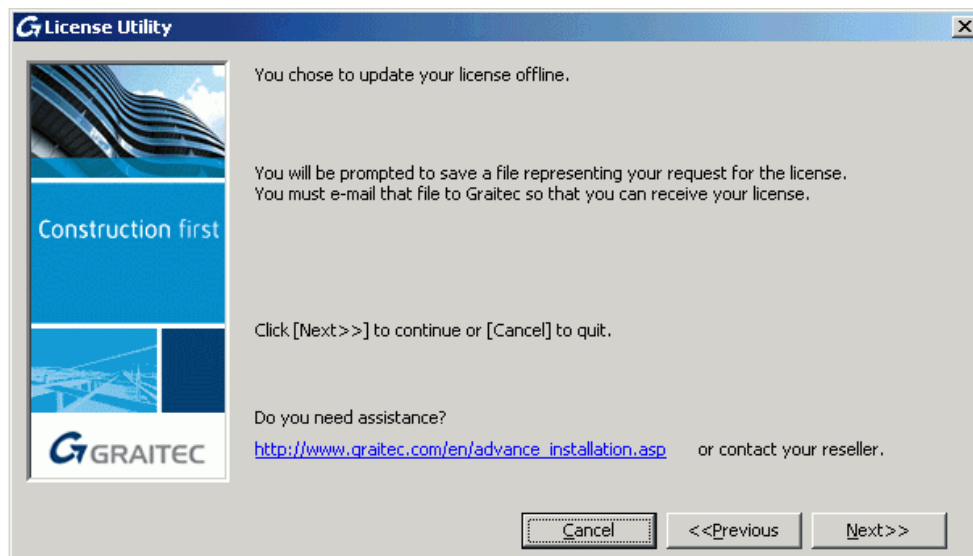 License Utility
You chose to update your license offline.
You will be prompted to save a file representing your request for the license.
You must e-mail that file to Graitec so that you can receive your license.
Construction first
Click [Next>>] to continue or [Cancel] to quit.
Do you need assistance?
http://www.graitec.com/en/advance_installation.asp or contact your reseller.
GRAITEC
Cancel <<Previous Next>>